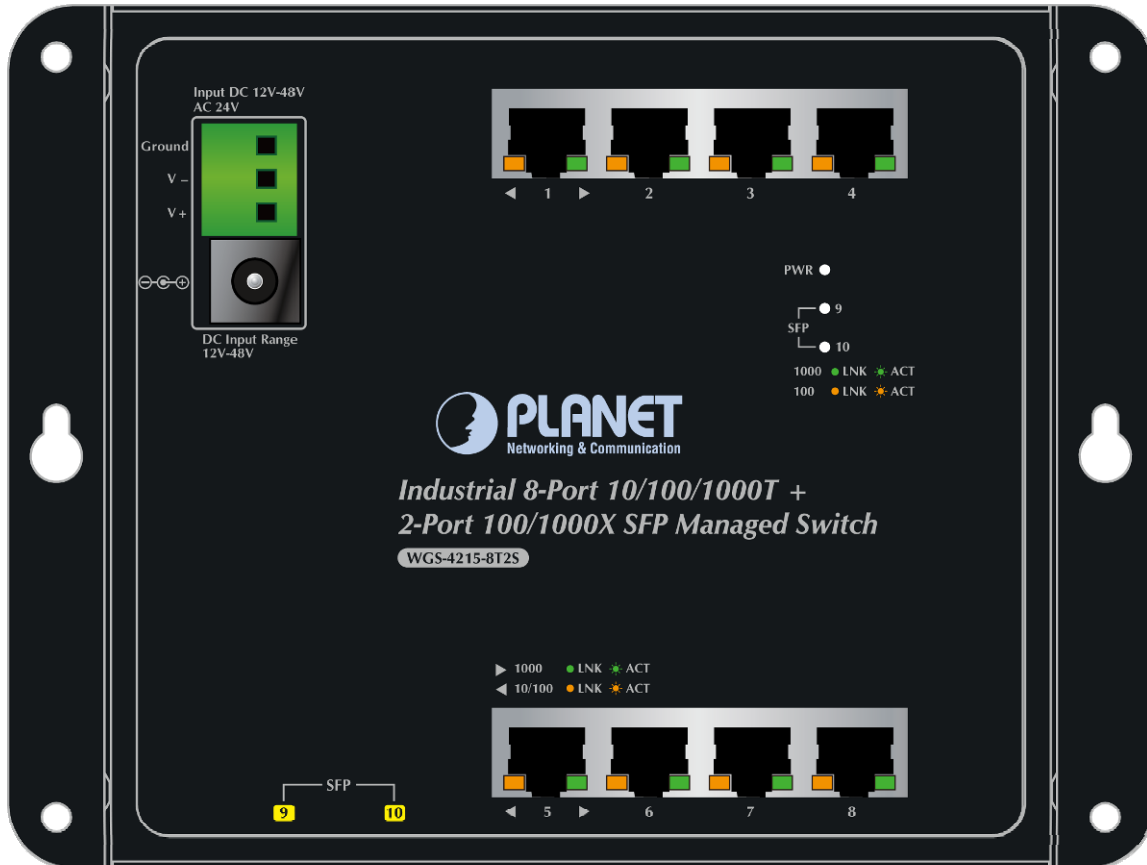 Input DC 12V-48V
AC 24V
Ground
V −
V +
DC Input Range
12V-48V
1
2
3
4
PWR
9
SFP
10
1000 LNK ACT
100 LNK ACT
PLANET
Networking & Communication
Industrial 8-Port 10/100/1000T +
2-Port 100/1000X SFP Managed Switch
WGS-4215-8T2S
1000 LNK ACT
10/100 LNK ACT
SFP
9
10
5
6
7
8